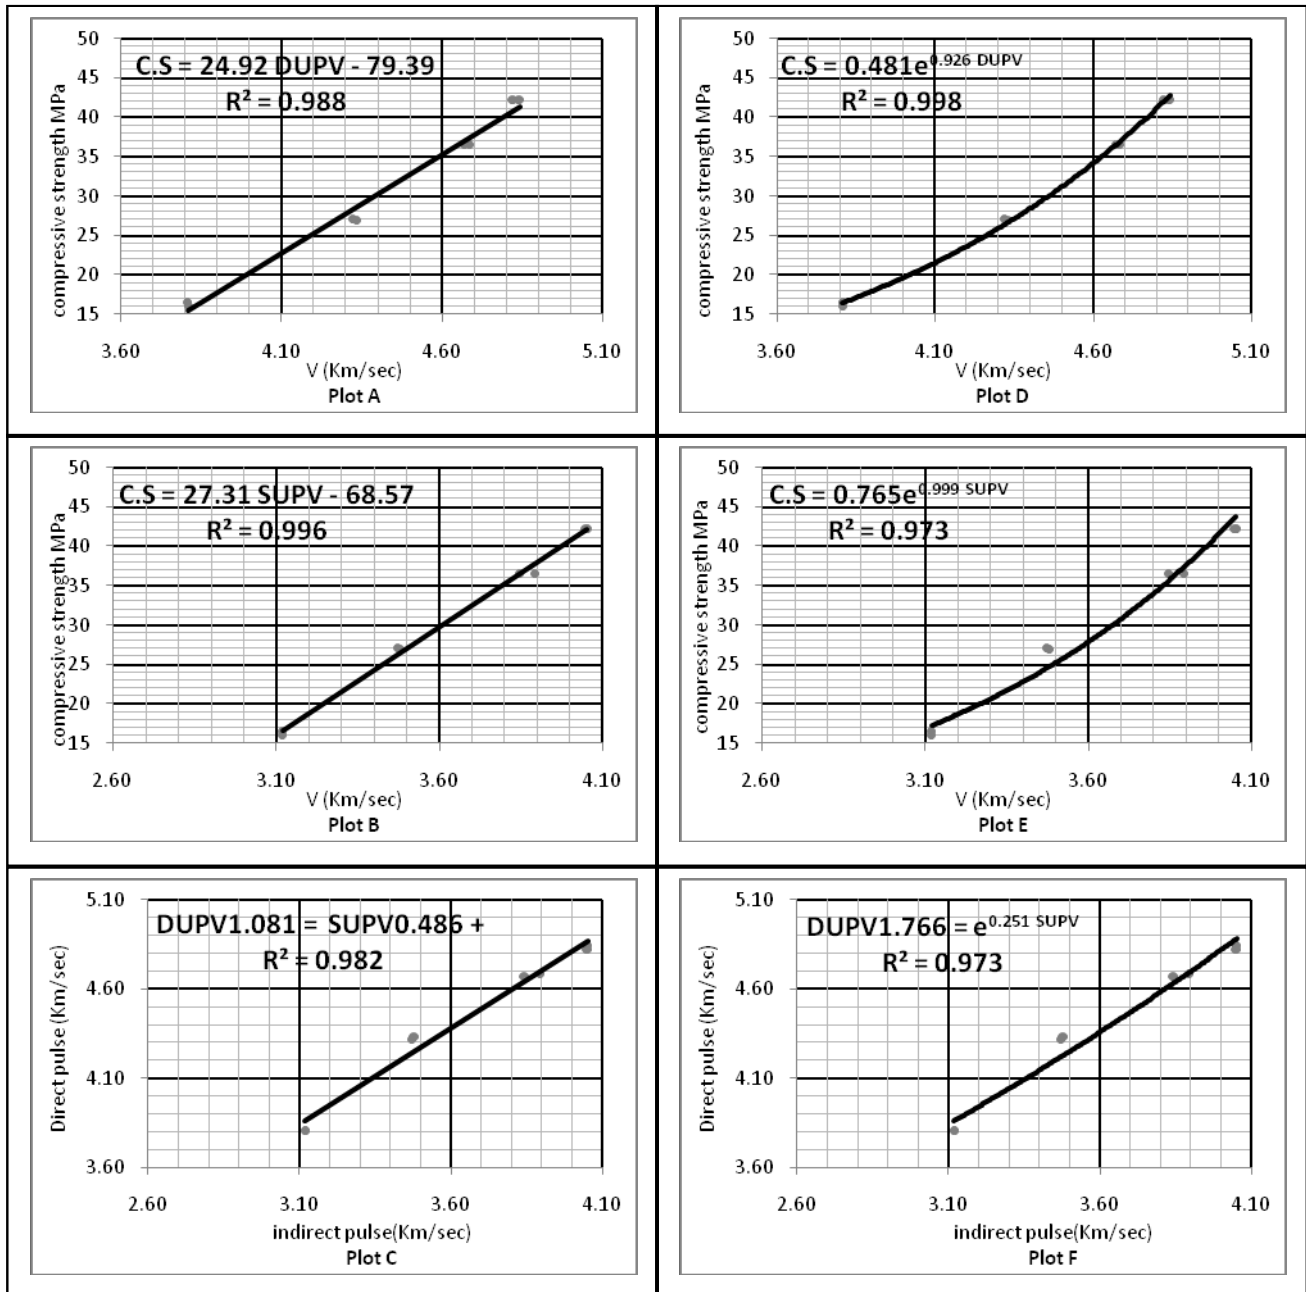 C.S = 24.92 DUPV - 79.39
R² = 0.988
compressive strength MPa
50
45
40
35
30
25
20
15
3.60 4.10 4.60 5.10
V (Km/sec)
Plot A
C.S = 0.481e^0.926 DUPV
R² = 0.998
compressive strength MPa
50
45
40
35
30
25
20
15
3.60 4.10 4.60 5.10
V (Km/sec)
Plot D
C.S = 27.31 SUPV - 68.57
R² = 0.996
compressive strength MPa
50
45
40
35
30
25
20
15
2.60 3.10 3.60 4.10
V (Km/sec)
Plot B
C.S = 0.765e^0.999 SUPV
R² = 0.973
compressive strength MPa
50
45
40
35
30
25
20
15
2.60 3.10 3.60 4.10
V (Km/sec)
Plot E
DUPV1.081 = SUPV0.486 +
R² = 0.982
Direct pulse (Km/sec)
5.10
4.60
4.10
3.60
2.60 3.10 3.60 4.10
indirect pulse(Km/sec)
Plot C
DUPV1.766 = e^0.251 SUPV
R² = 0.973
Direct pulse (Km/sec)
5.10
4.60
4.10
3.60
2.60 3.10 3.60 4.10
indirect pulse(Km/sec)
Plot F